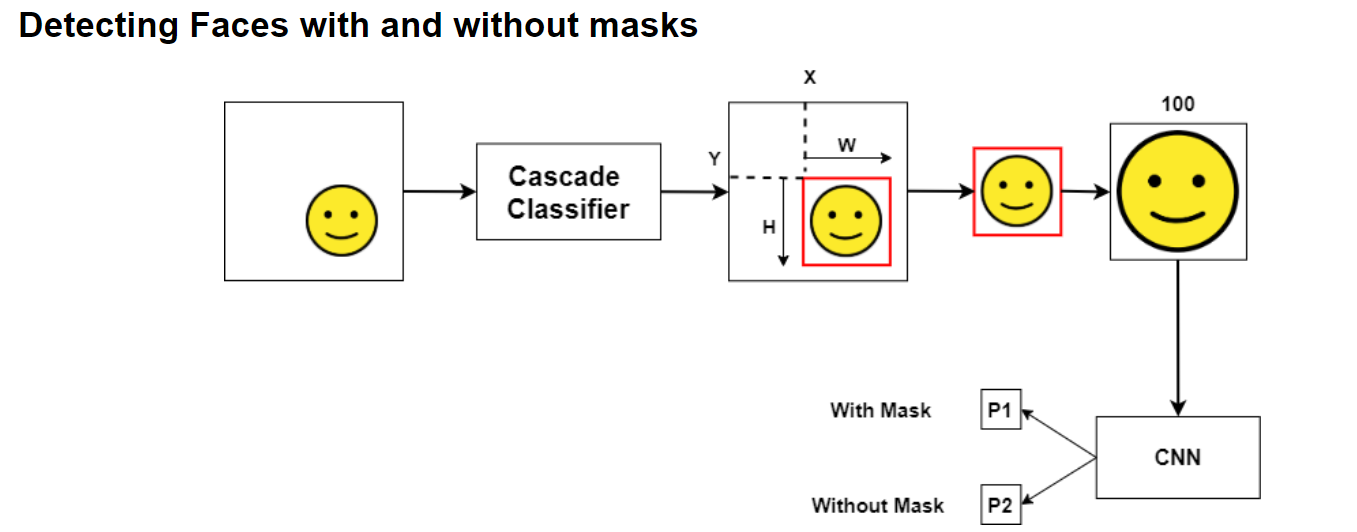 Detecting Faces with and without masks
X
100
Y
W
Cascade
Classifier
H
With Mask
P1
CNN
Without Mask
P2